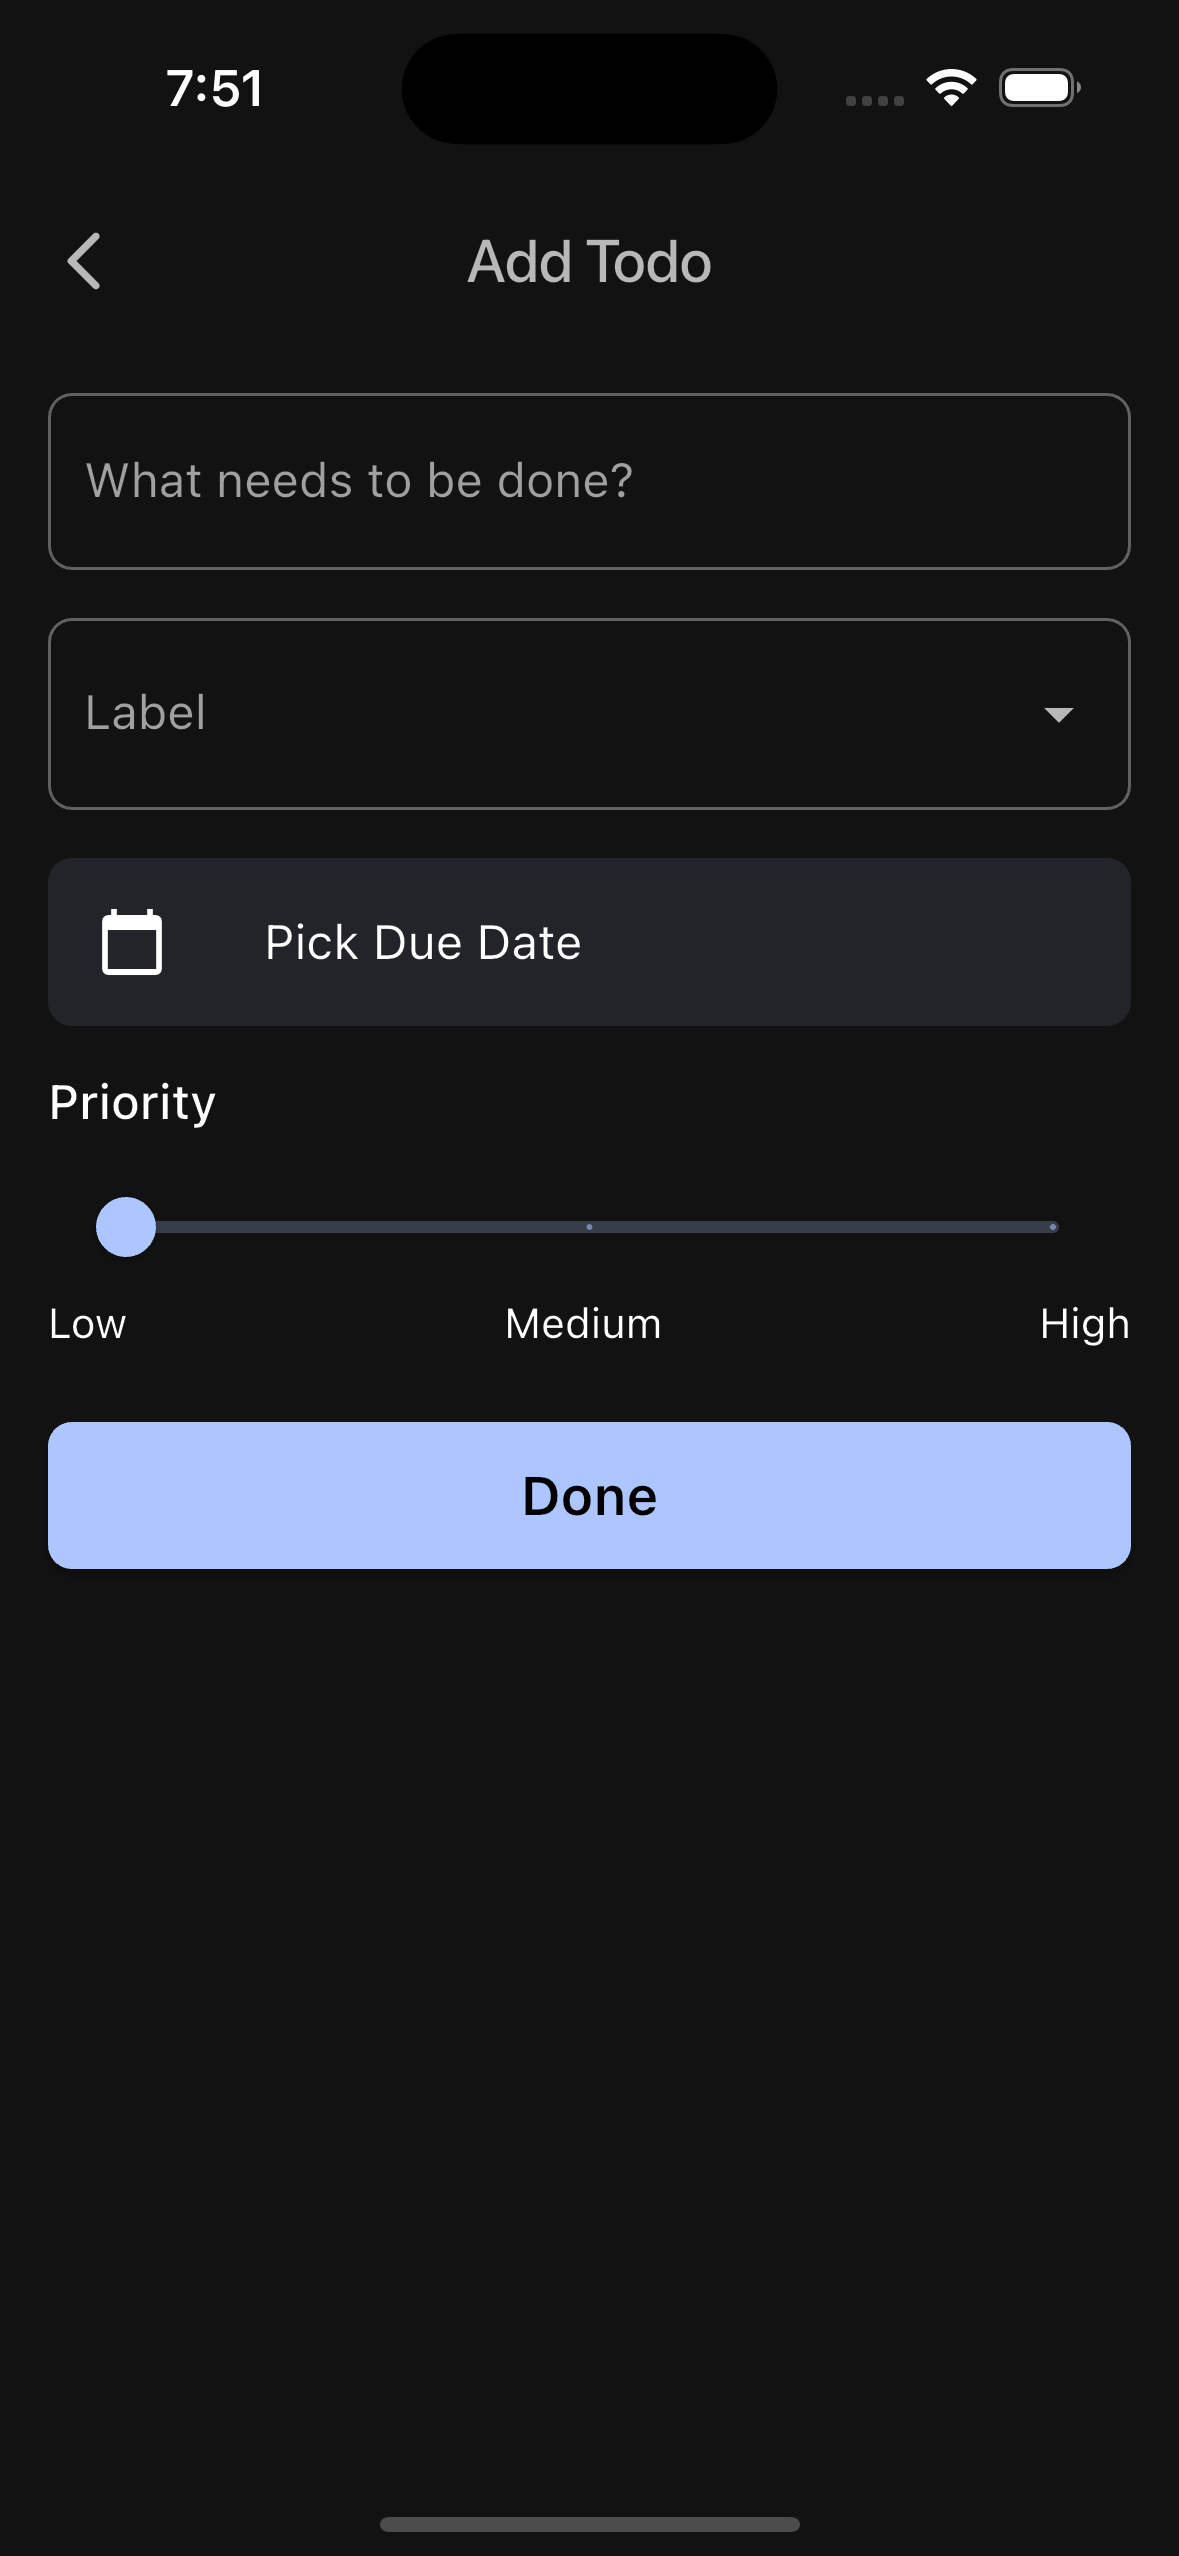 7:51
Add Todo
What needs to be done?
Label
Pick Due Date
Priority
Low Medium High
Done